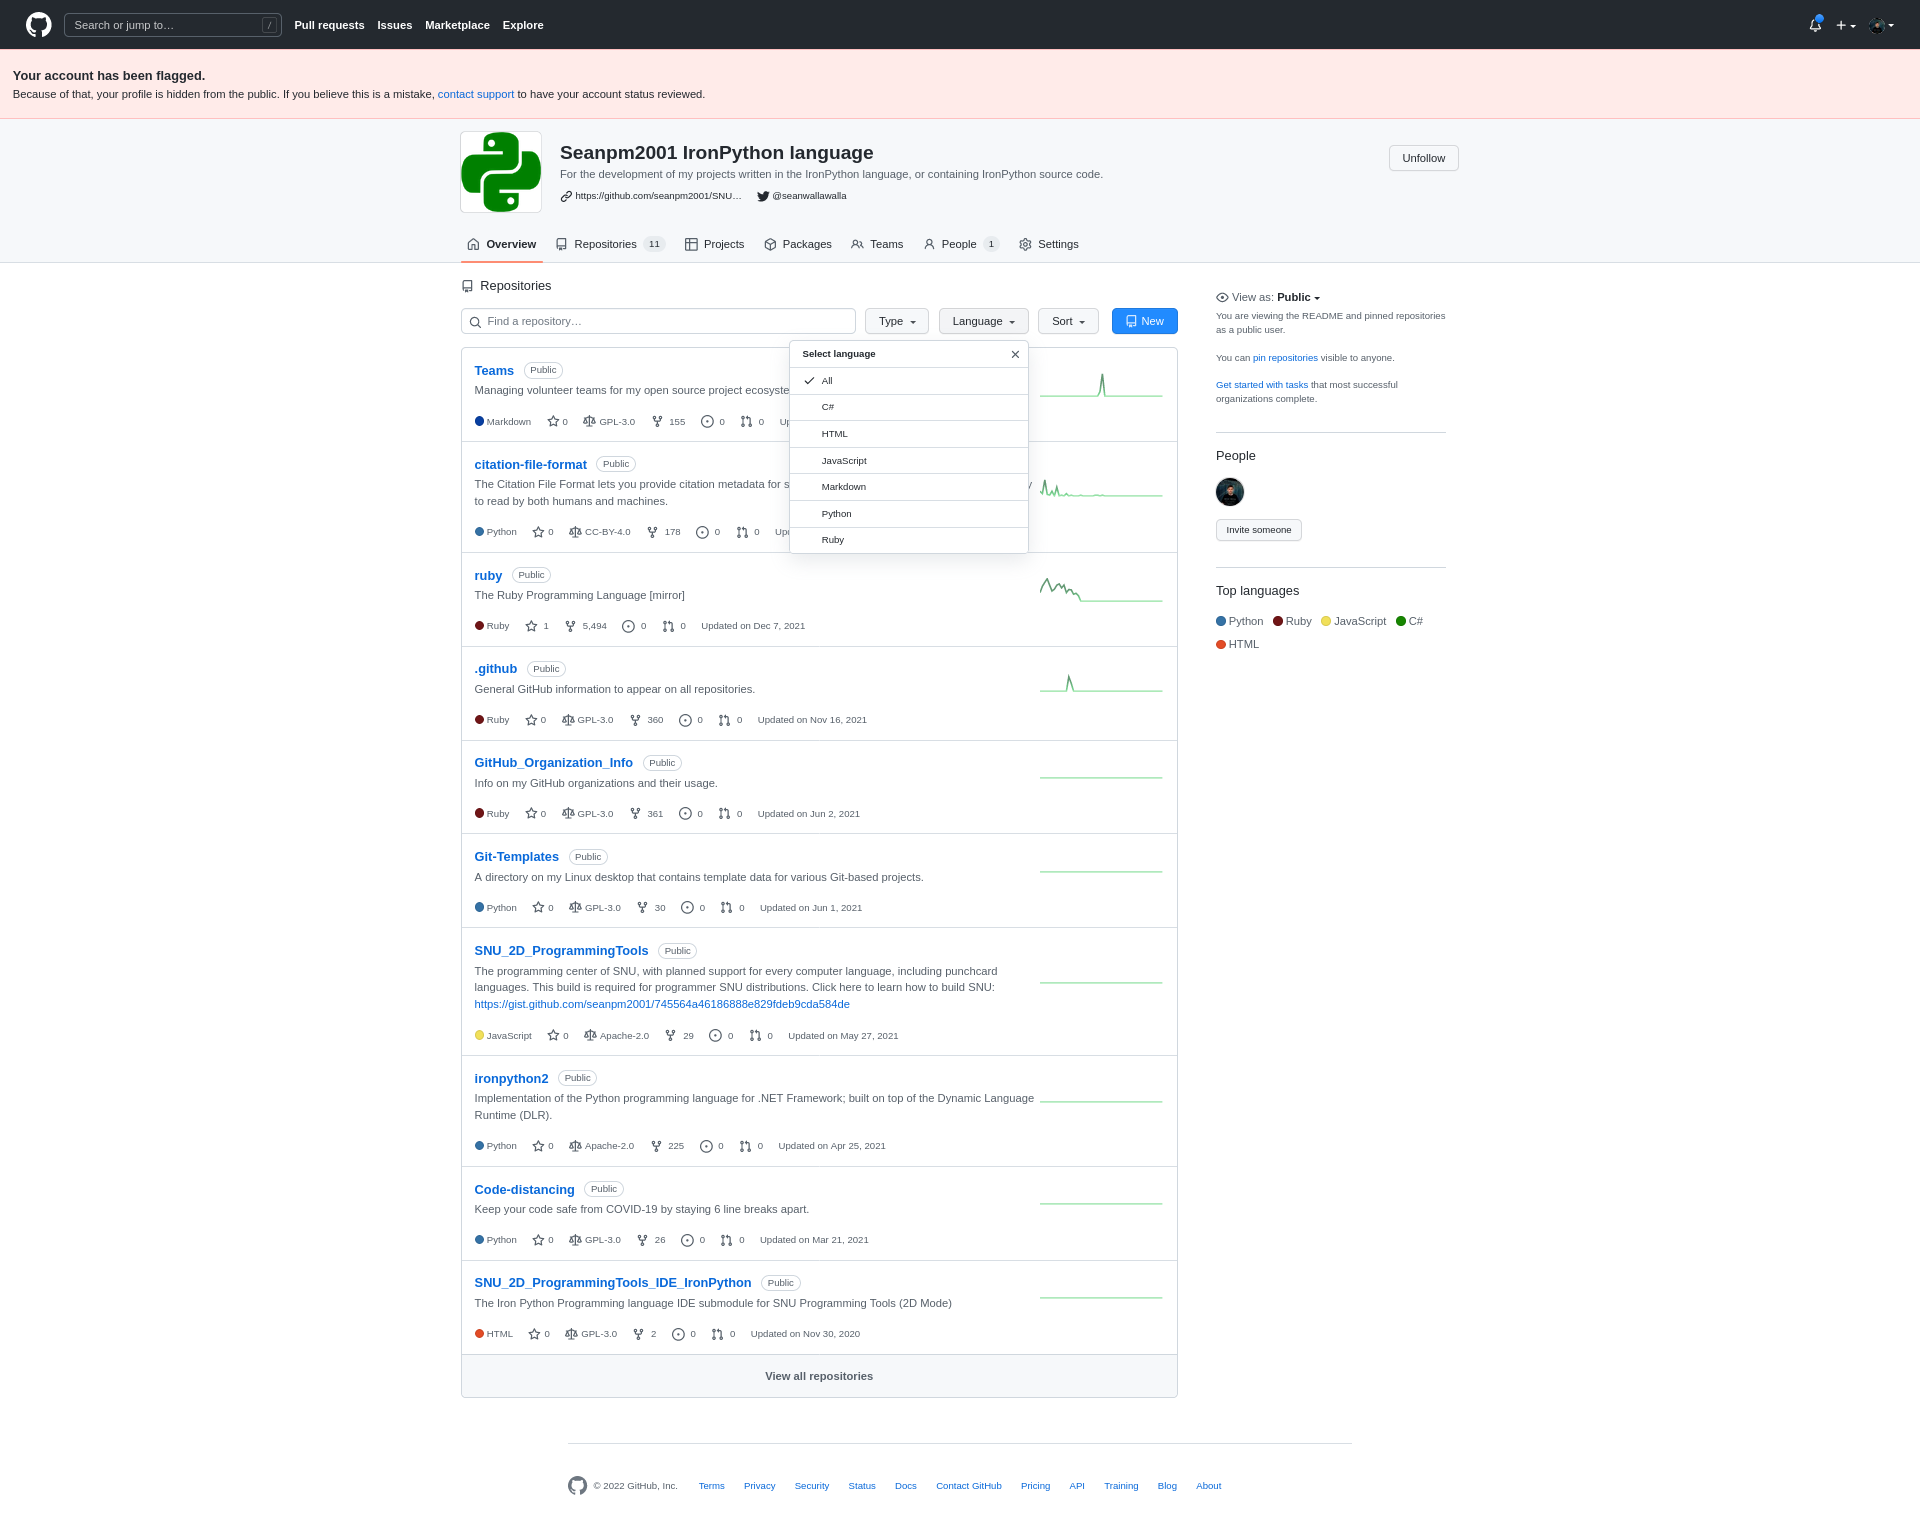 Search or jump to…
/
Pull requests
Issues
Marketplace
Explore
Your account has been flagged.
Because of that, your profile is hidden from the public. If you believe this is a mistake, contact support to have your account status reviewed.
Seanpm2001 IronPython language
For the development of my projects written in the IronPython language, or containing IronPython source code.
https://github.com/seanpm2001/SNU…
@seanwallawalla
Unfollow
Overview
Repositories 11
Projects
Packages
Teams
People 1
Settings
Repositories
Find a repository…
Type
Language
Sort
New
Select language
All
C#
HTML
JavaScript
Markdown
Python
Ruby
Teams Public
Managing volunteer teams for my open source project ecosyste
Markdown 0 GPL-3.0 155 0 0
citation-file-format Public
The Citation File Format lets you provide citation metadata for s y
to read by both humans and machines.
Python 0 CC-BY-4.0 178 0 0
ruby Public
The Ruby Programming Language [mirror]
Ruby 1 5,494 0 0 Updated on Dec 7, 2021
.github Public
General GitHub information to appear on all repositories.
Ruby 0 GPL-3.0 360 0 0 Updated on Nov 16, 2021
GitHub_Organization_Info Public
Info on my GitHub organizations and their usage.
Ruby 0 GPL-3.0 361 0 0 Updated on Jun 2, 2021
Git-Templates Public
A directory on my Linux desktop that contains template data for various Git-based projects.
Python 0 GPL-3.0 30 0 0 Updated on Jun 1, 2021
SNU_2D_ProgrammingTools Public
The programming center of SNU, with planned support for every computer language, including punchcard
languages. This build is required for programmer SNU distributions. Click here to learn how to build SNU:
https://gist.github.com/seanpm2001/745564a46186888e829fdeb9cda584de
JavaScript 0 Apache-2.0 29 0 0 Updated on May 27, 2021
ironpython2 Public
Implementation of the Python programming language for .NET Framework; built on top of the Dynamic Language
Runtime (DLR).
Python 0 Apache-2.0 225 0 0 Updated on Apr 25, 2021
Code-distancing Public
Keep your code safe from COVID-19 by staying 6 line breaks apart.
Python 0 GPL-3.0 26 0 0 Updated on Mar 21, 2021
SNU_2D_ProgrammingTools_IDE_IronPython Public
The Iron Python Programming language IDE submodule for SNU Programming Tools (2D Mode)
HTML 0 GPL-3.0 2 0 0 Updated on Nov 30, 2020
View all repositories
View as: Public
You are viewing the README and pinned repositories
as a public user.
You can pin repositories visible to anyone.
Get started with tasks that most successful
organizations complete.
People
Invite someone
Top languages
Python Ruby JavaScript C#
HTML
© 2022 GitHub, Inc.
Terms
Privacy
Security
Status
Docs
Contact GitHub
Pricing
API
Training
Blog
About